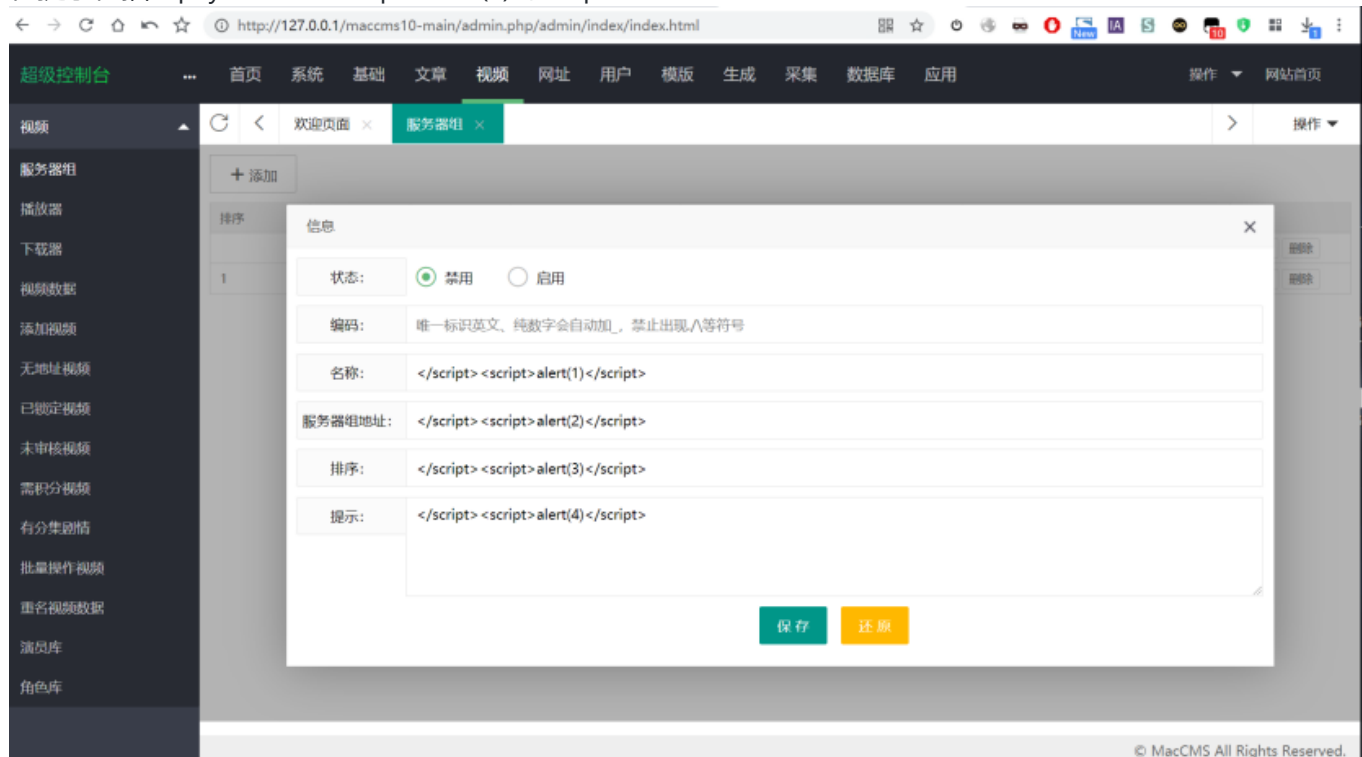 http://127.0.0.1/maccms10-main/admin.php/admin/index/index.html
New
IA
S
10
1
超级控制台 ... 首页 系统 基础 文章 视频 网址 用户 模版 生成 采集 数据库 应用 操作 网站首页
视频 欢迎页面 × 服务器组 × 操作
服务器组
+ 添加
播放器
排序
信息 ×
下载器
删除
状态: 禁用 启用
1
删除
视频数据
编码: 唯一标识英文、纯数字会自动加_, 禁止出现./\等符号
添加视频
无地址视频
名称: </script><script>alert(1)</script>
已锁定视频
服务器组地址: </script><script>alert(2)</script>
未审核视频
排序: </script><script>alert(3)</script>
需积分视频
提示: </script><script>alert(4)</script>
有分集剧情
批量操作视频
重名视频数据
保存 还原
演员库
角色库
© MacCMS All Rights Reserved.